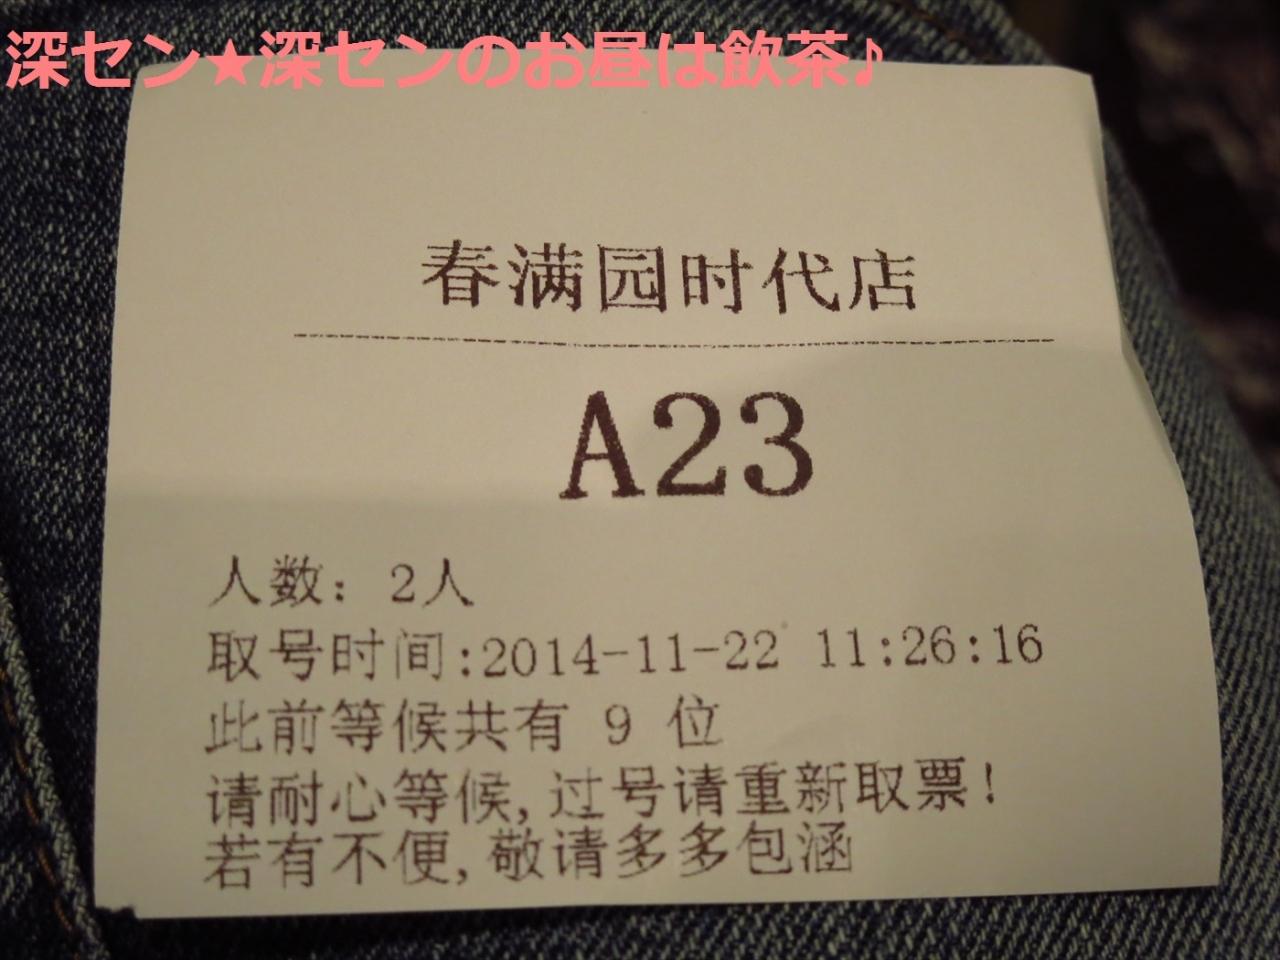 深セン★深センのお昼は飲茶♪
春满园时代店
A23
人数: 2人
取号时间:2014-11-22 11:26:16
此前等候共有 9 位
请耐心等候,过号请重新取票!
若有不便,敬请多多包涵